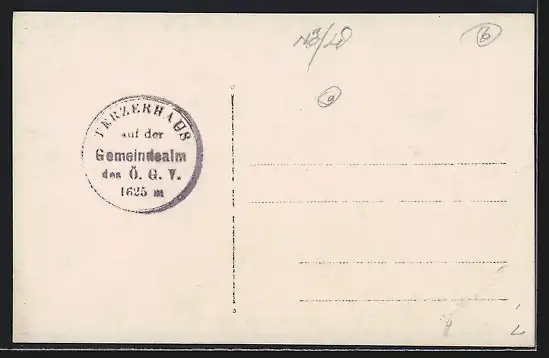 TERZERHAUS
auf der
Gemeindealm
des Ö. G. V.
1625 m